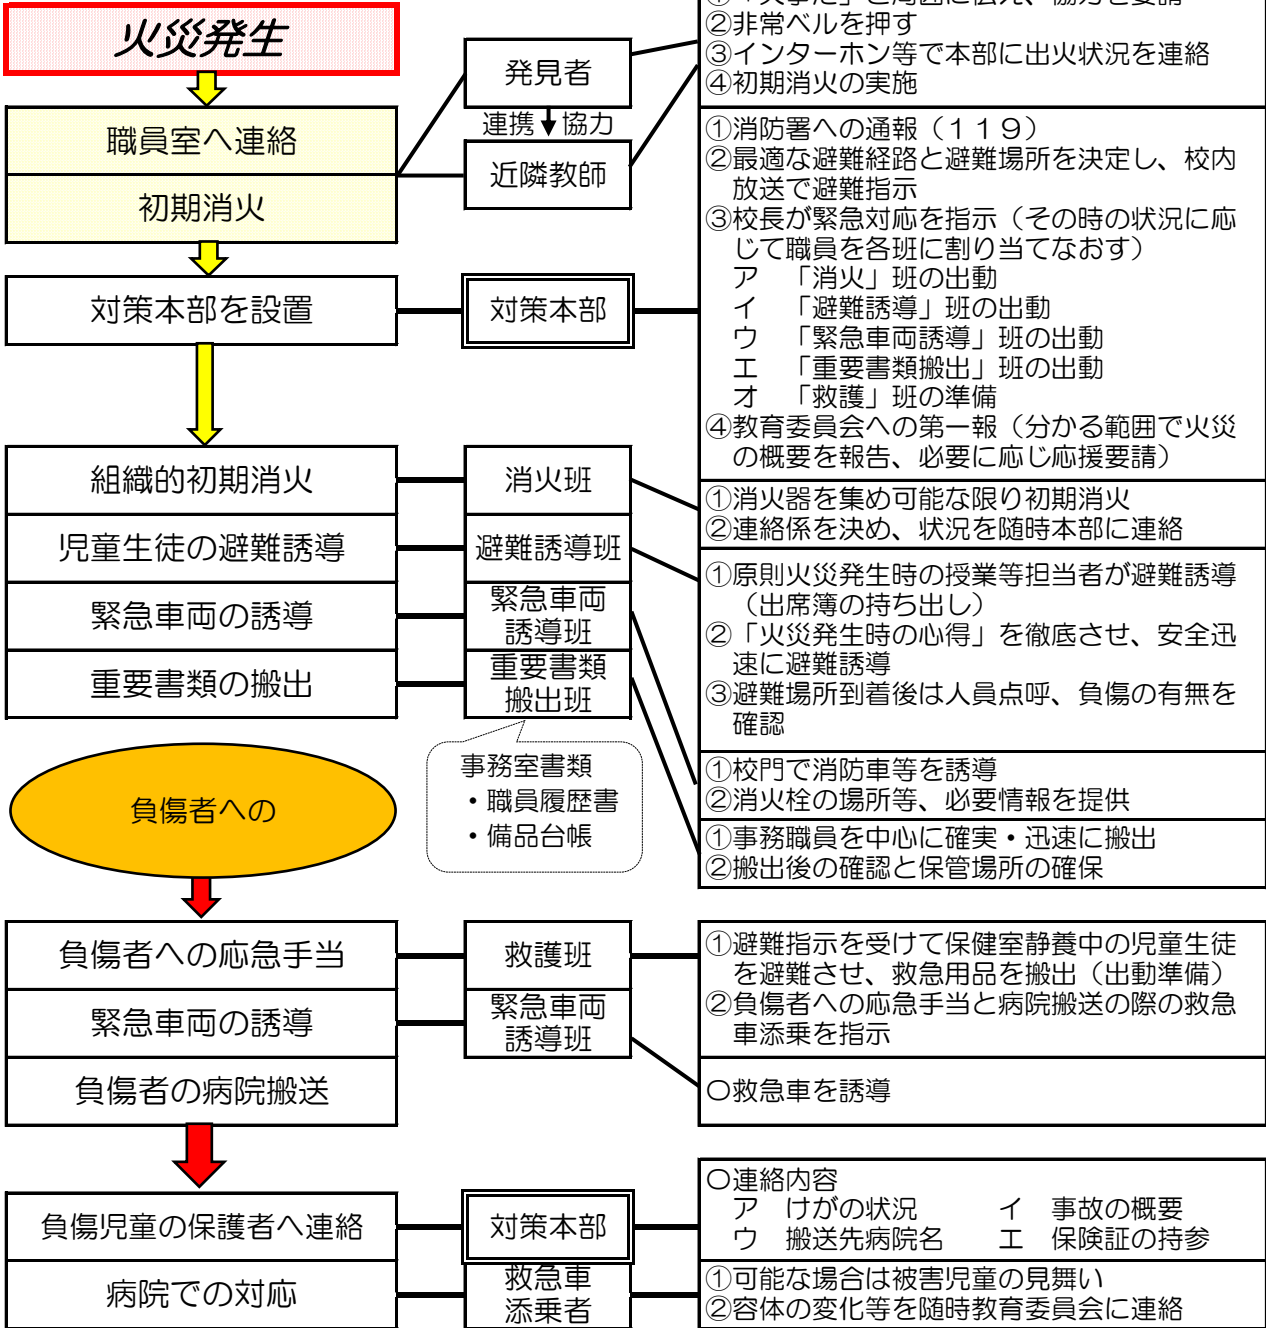 火災発生
職員室へ連絡
初期消火
対策本部を設置
組織的初期消火
児童生徒の避難誘導
緊急車両の誘導
重要書類の搬出
負傷者への
負傷者への応急手当
緊急車両の誘導
負傷者の病院搬送
負傷児童の保護者へ連絡
病院での対応
発見者
連携 協力
近隣教師
対策本部
消火班
避難誘導班
緊急車両
誘導班
重要書類
搬出班
事務室書類
・職員履歴書
・備品台帳
救護班
緊急車両
誘導班
対策本部
救急車
添乗者
②非常ベルを押す
③インターホン等で本部に出火状況を連絡
④初期消火の実施
①消防署への通報（１１９）
②最適な避難経路と避難場所を決定し、校内
放送で避難指示
③校長が緊急対応を指示（その時の状況に応
じて職員を各班に割り当てなおす）
ア 「消火」班の出動
イ 「避難誘導」班の出動
ウ 「緊急車両誘導」班の出動
エ 「重要書類搬出」班の出動
オ 「救護」班の準備
④教育委員会への第一報（分かる範囲で火災
の概要を報告、必要に応じ応援要請）
①消火器を集め可能な限り初期消火
②連絡係を決め、状況を随時本部に連絡
①原則火災発生時の授業等担当者が避難誘導
（出席簿の持ち出し）
②「火災発生時の心得」を徹底させ、安全迅
速に避難誘導
③避難場所到着後は人員点呼、負傷の有無を
確認
①校門で消防車等を誘導
②消火栓の場所等、必要情報を提供
①事務職員を中心に確実・迅速に搬出
②搬出後の確認と保管場所の確保
①避難指示を受けて保健室静養中の児童生徒
を避難させ、救急用品を搬出（出動準備）
②負傷者への応急手当と病院搬送の際の救急
車添乗を指示
〇救急車を誘導
〇連絡内容
ア けがの状況 イ 事故の概要
ウ 搬送先病院名 エ 保険証の持参
①可能な場合は被害児童の見舞い
②容体の変化等を随時教育委員会に連絡